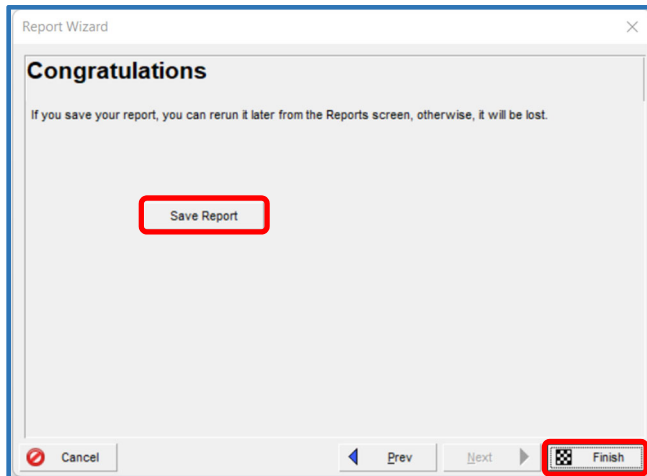 Report Wizard
Congratulations
If you save your report, you can rerun it later from the Reports screen, otherwise, it will be lost.
Save Report
Cancel
Prev
Next
Finish